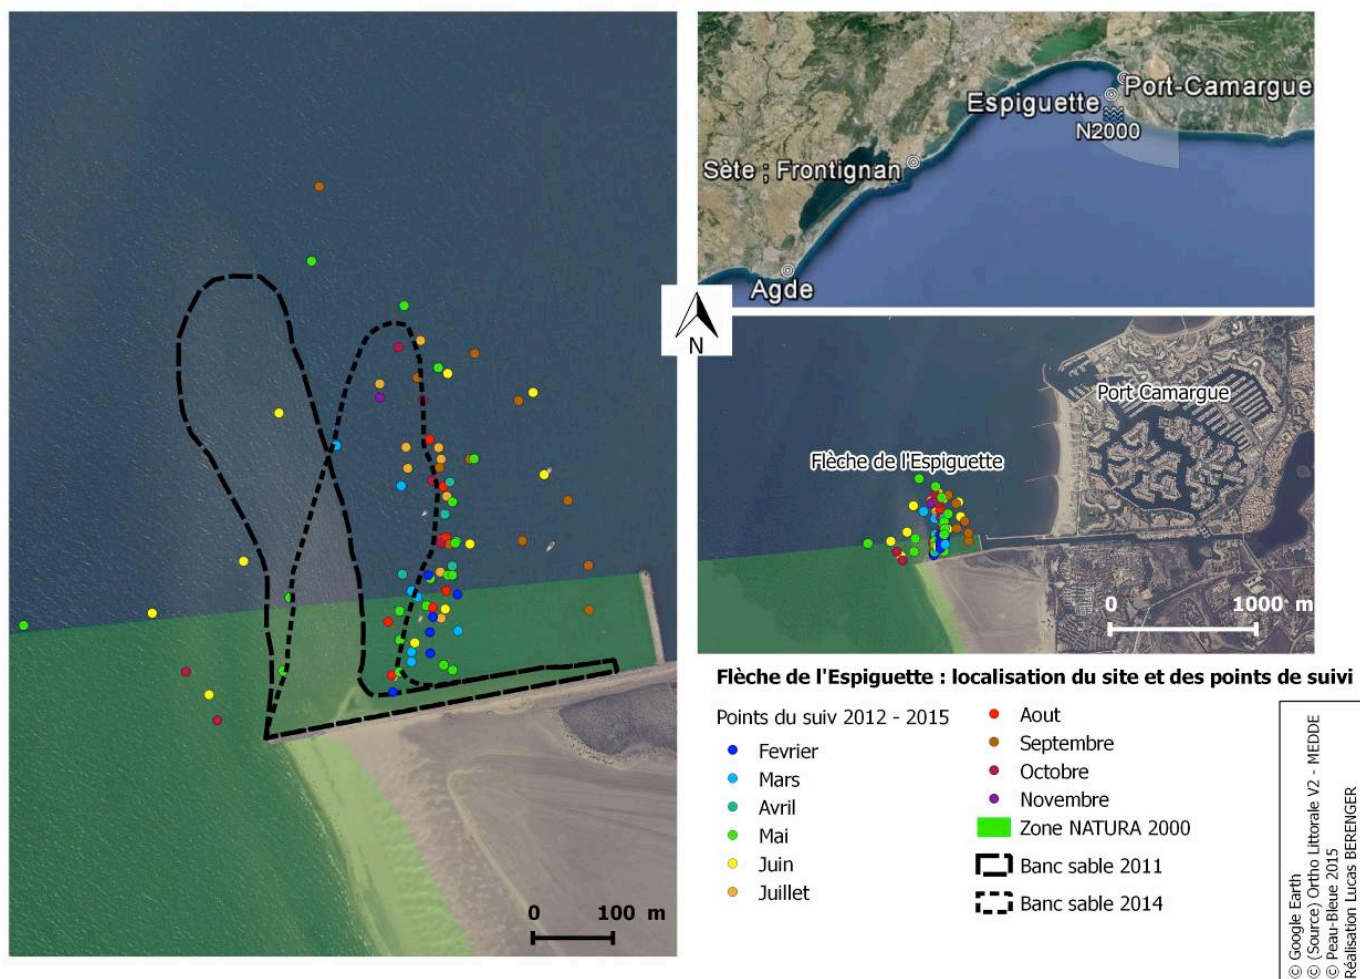 Port-Camargue
Espiguette
N2000
Sète ; Frontignan
Agde
N
Port Camargue
Flèche de l'Espiguette
0 1000 m
0 100 m
Flèche de l'Espiguette : localisation du site et des points de suivi
Points du suiv 2012 - 2015
Fevrier
Mars
Avril
Mai
Juin
Juillet
Aout
Septembre
Octobre
Novembre
Zone NATURA 2000
Banc sable 2011
Banc sable 2014
© Google Earth
© (Source) Ortho Littorale V2 - MEDDE
© Peau-Bleue 2015
Réalisation Lucas BERENGER